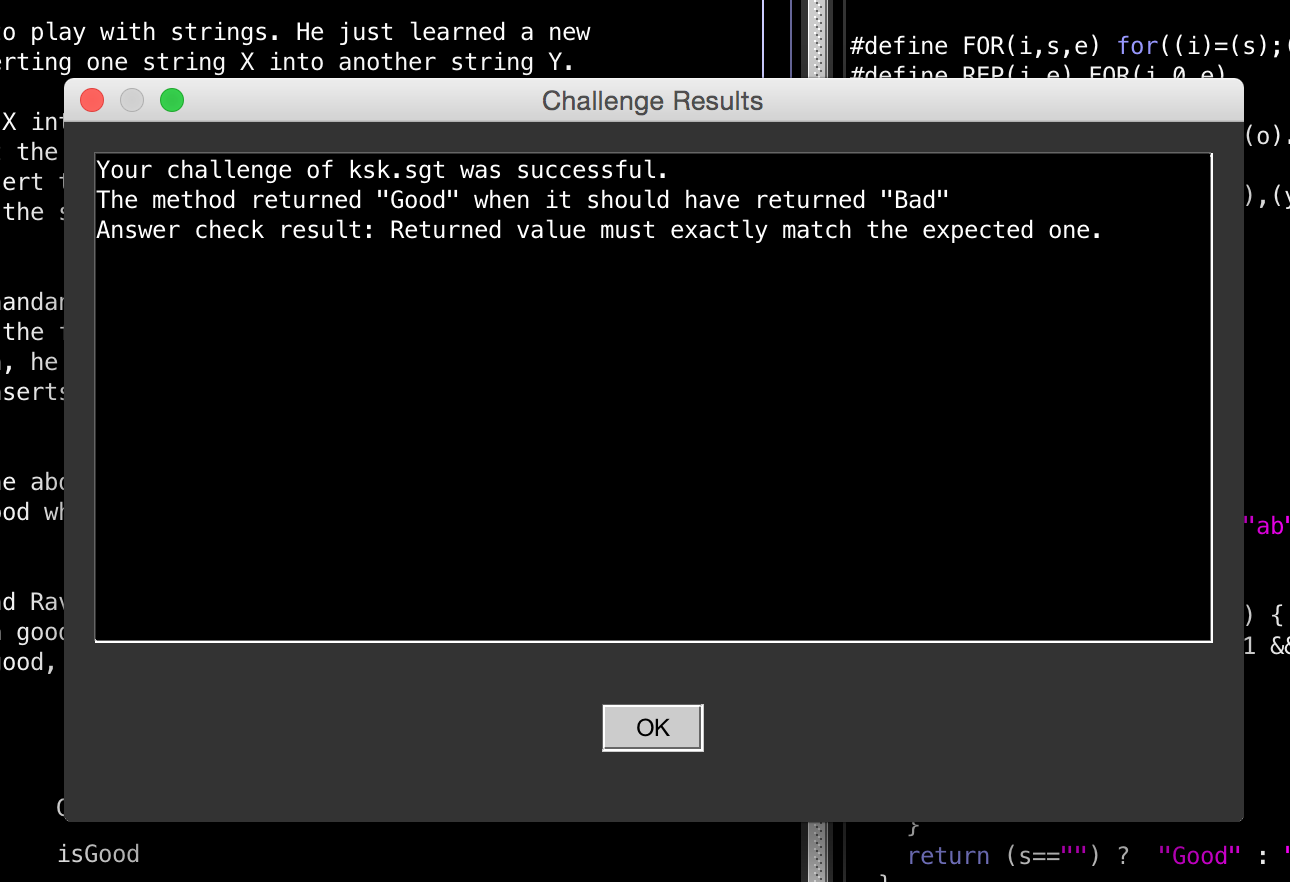 o play with strings. He just learned a new
erting one string X into another string Y.
#define FOR(i,s,e) for((i)=(s);(
#define REP(i,e) FOR(i,0,e)
Challenge Results
Your challenge of ksk.sgt was successful.
The method returned "Good" when it should have returned "Bad"
Answer check result: Returned value must exactly match the expected one.
X int
the
ert
the s
andar
the
, he
serts
e abo
ood wh
d Rav
good
ood,
(o).
),(y
"ab"
) {
1 &&
OK
isGood
}
return (s=="") ? "Good" : "
}